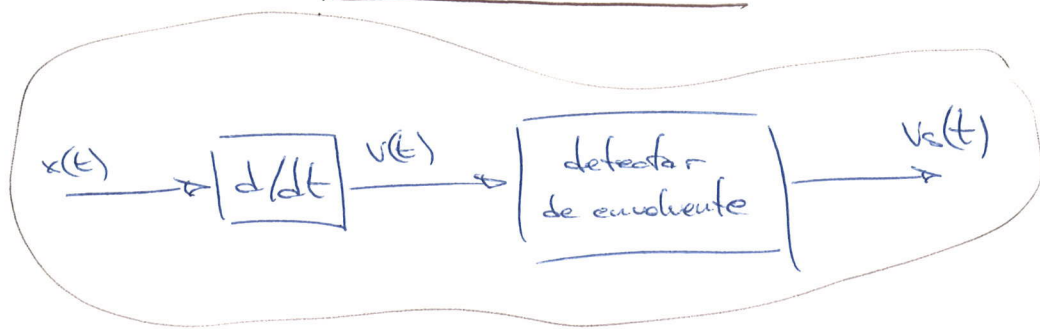 x(t)
d/dt
v(t)
detector
de envolvente
Vs(t)